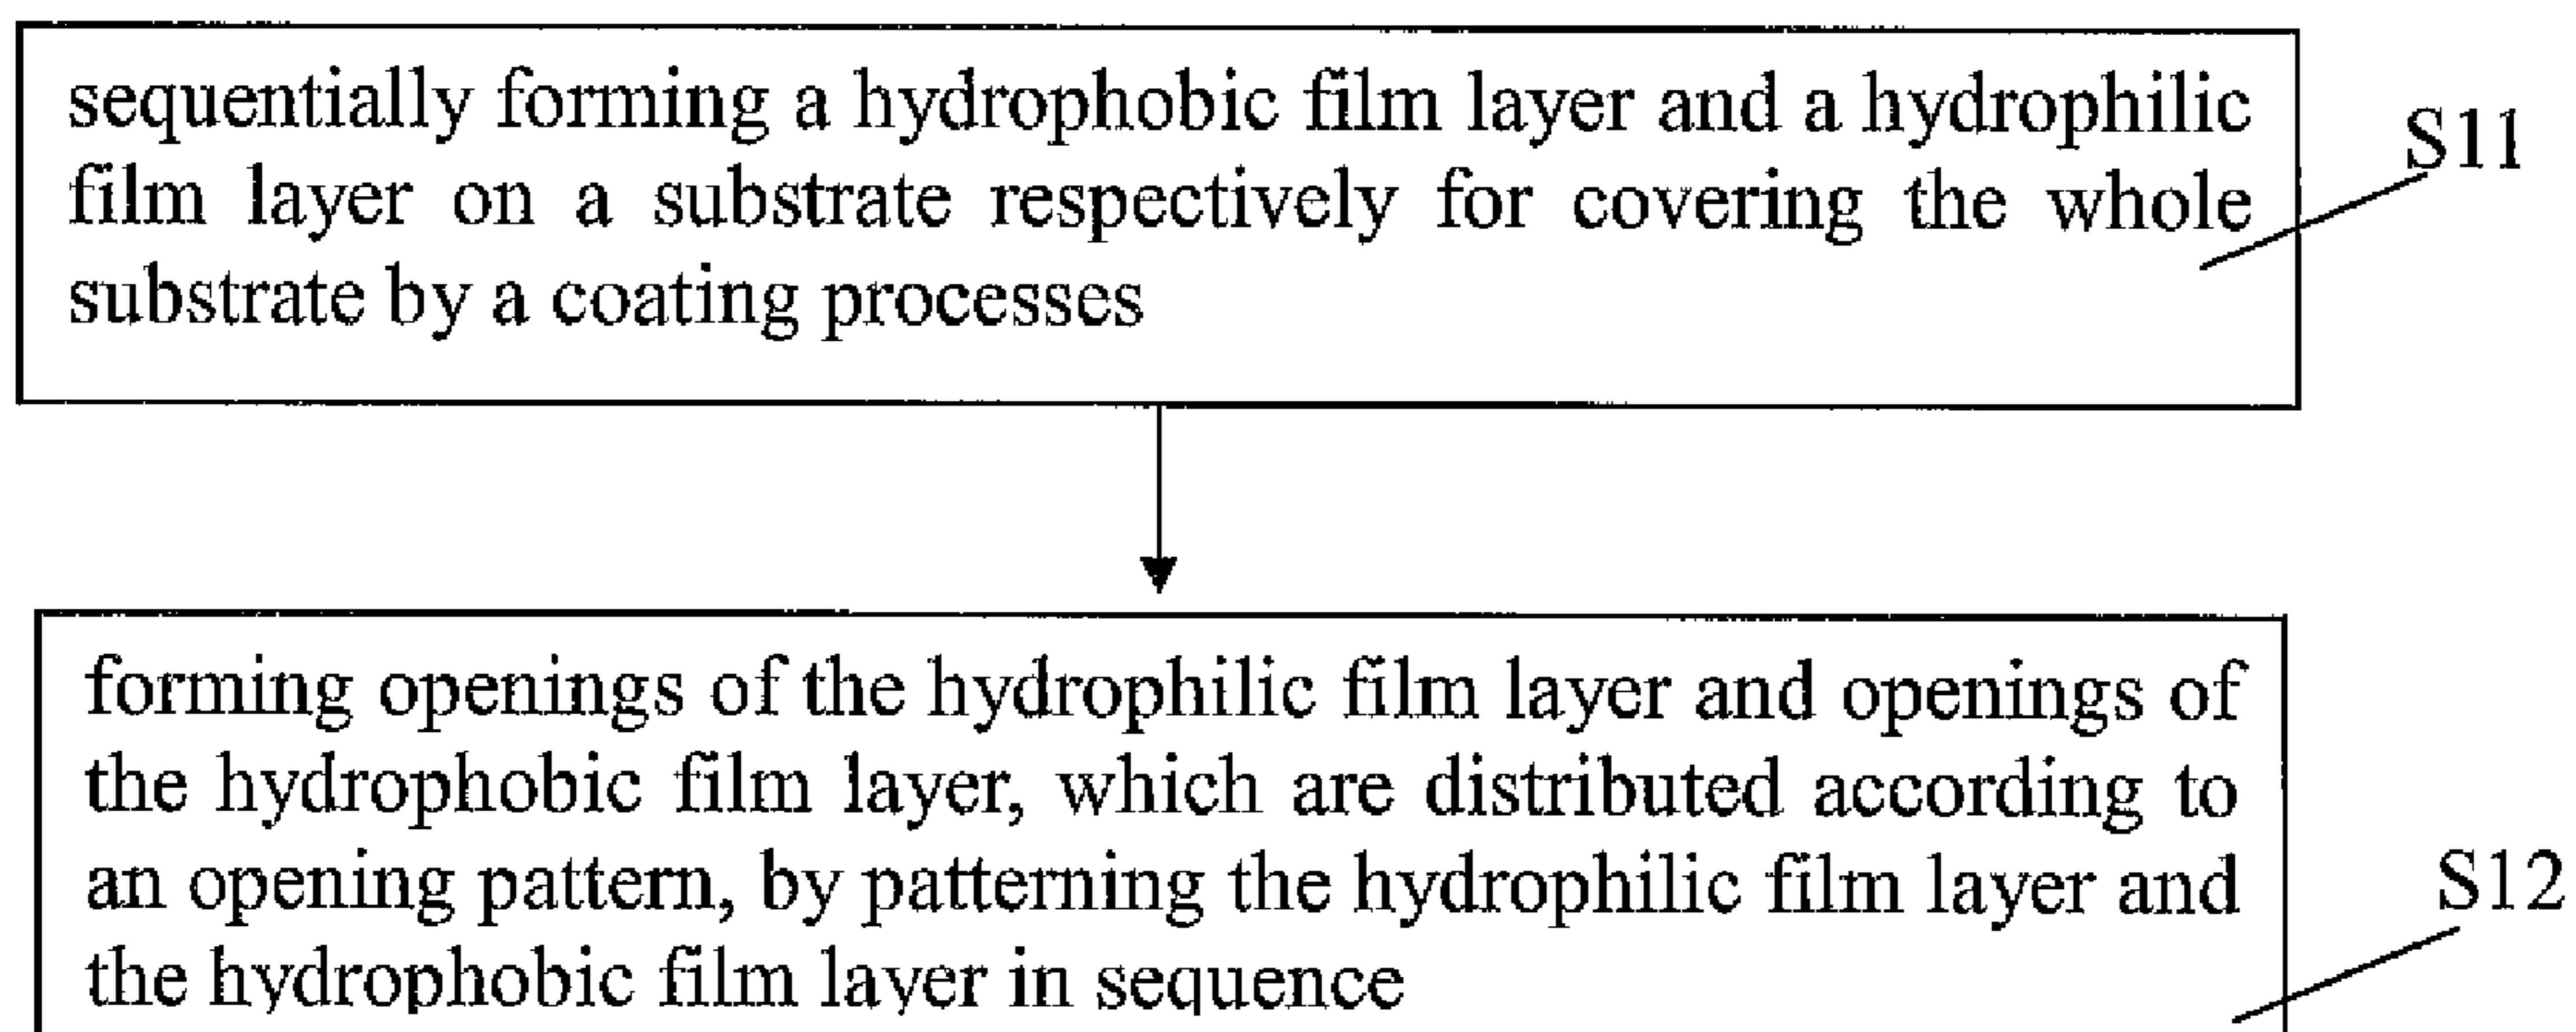 sequentially forming a hydrophobic film layer and a hydrophilic
film layer on a substrate respectively for covering the whole
substrate by a coating processes
S11
forming openings of the hydrophilic film layer and openings of
the hydrophobic film layer, which are distributed according to
an opening pattern, by patterning the hydrophilic film layer and
the hydrophobic film layer in sequence
S12